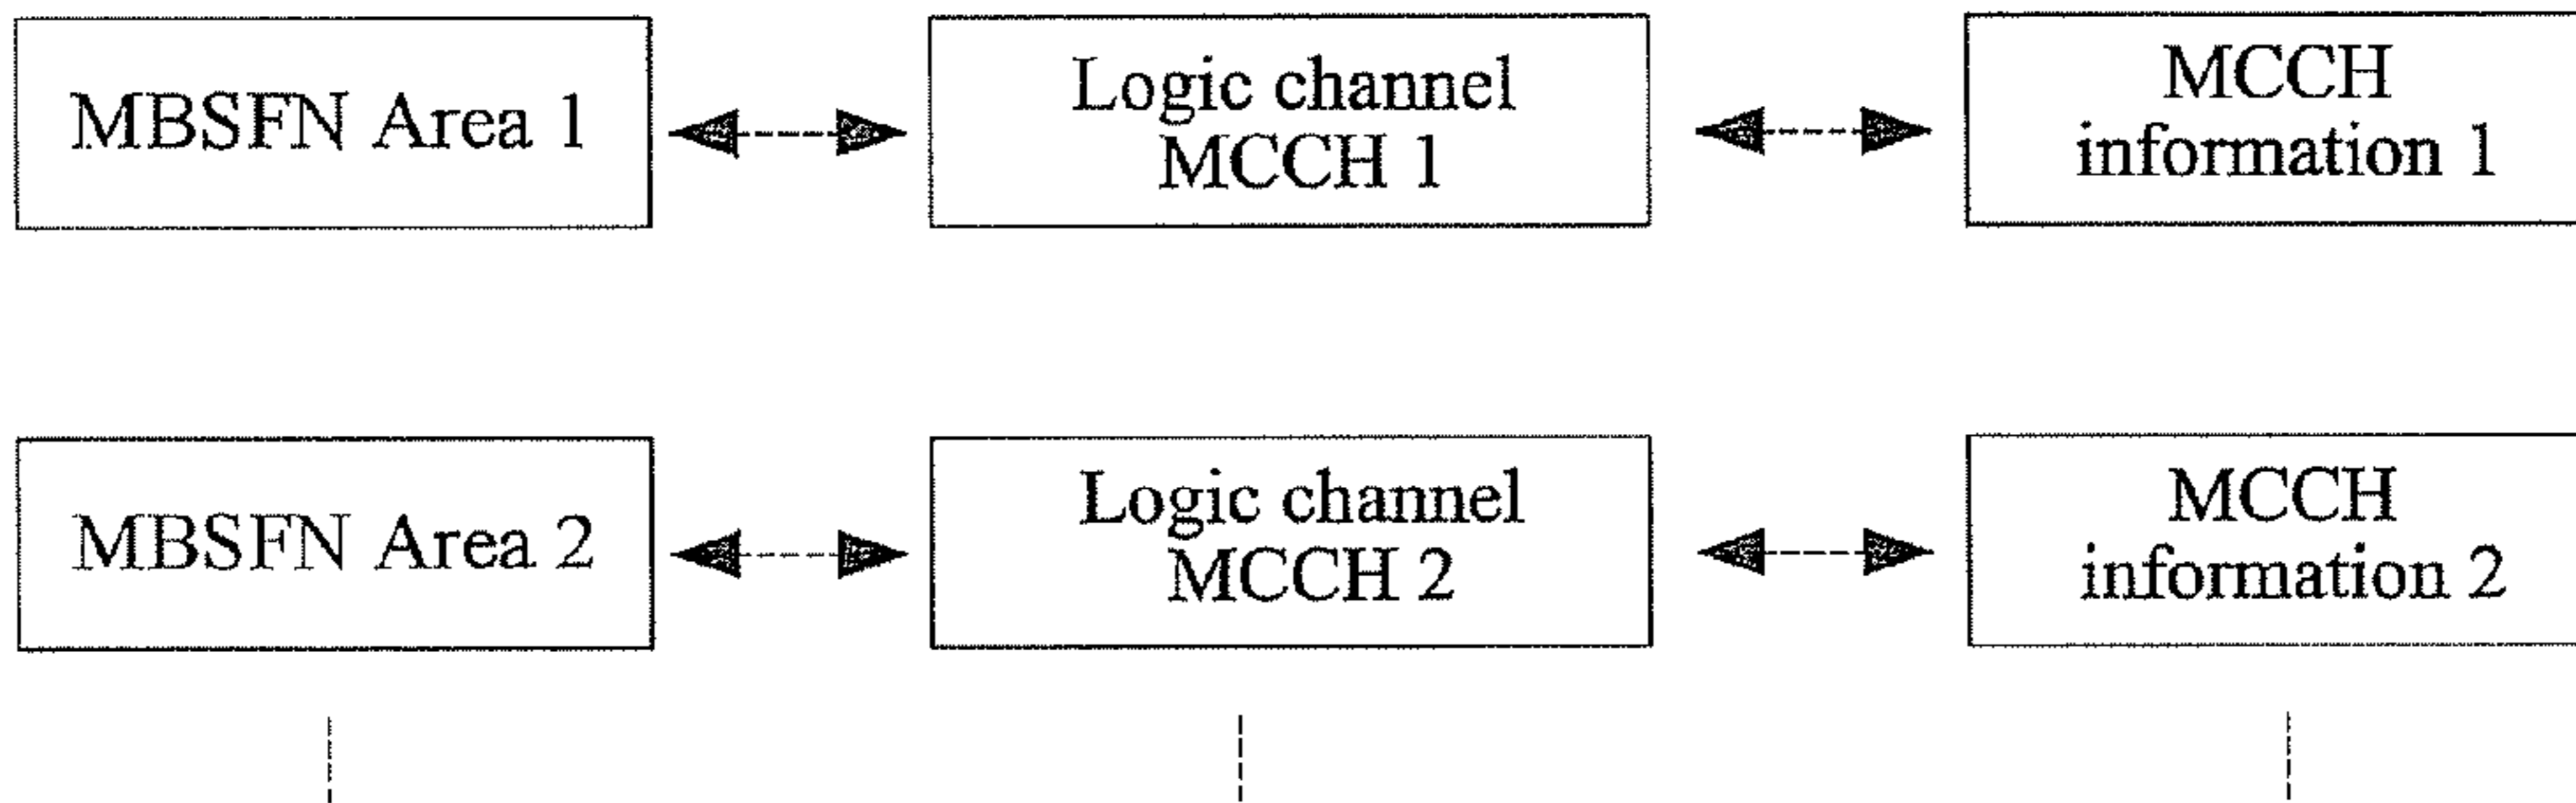 MBSFN Area 1
Logic channel
MCCH 1
MCCH
information 1
MBSFN Area 2
Logic channel
MCCH 2
MCCH
information 2